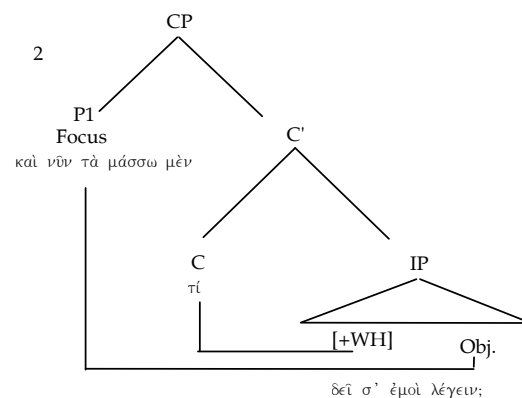 CP
2
P1
Focus
καὶ νῦν τὰ μάσσω μὲν
C'
C
τί
IP
[+WH]
Obj.
δεῖ σ’ ἐμοὶ λέγειν;